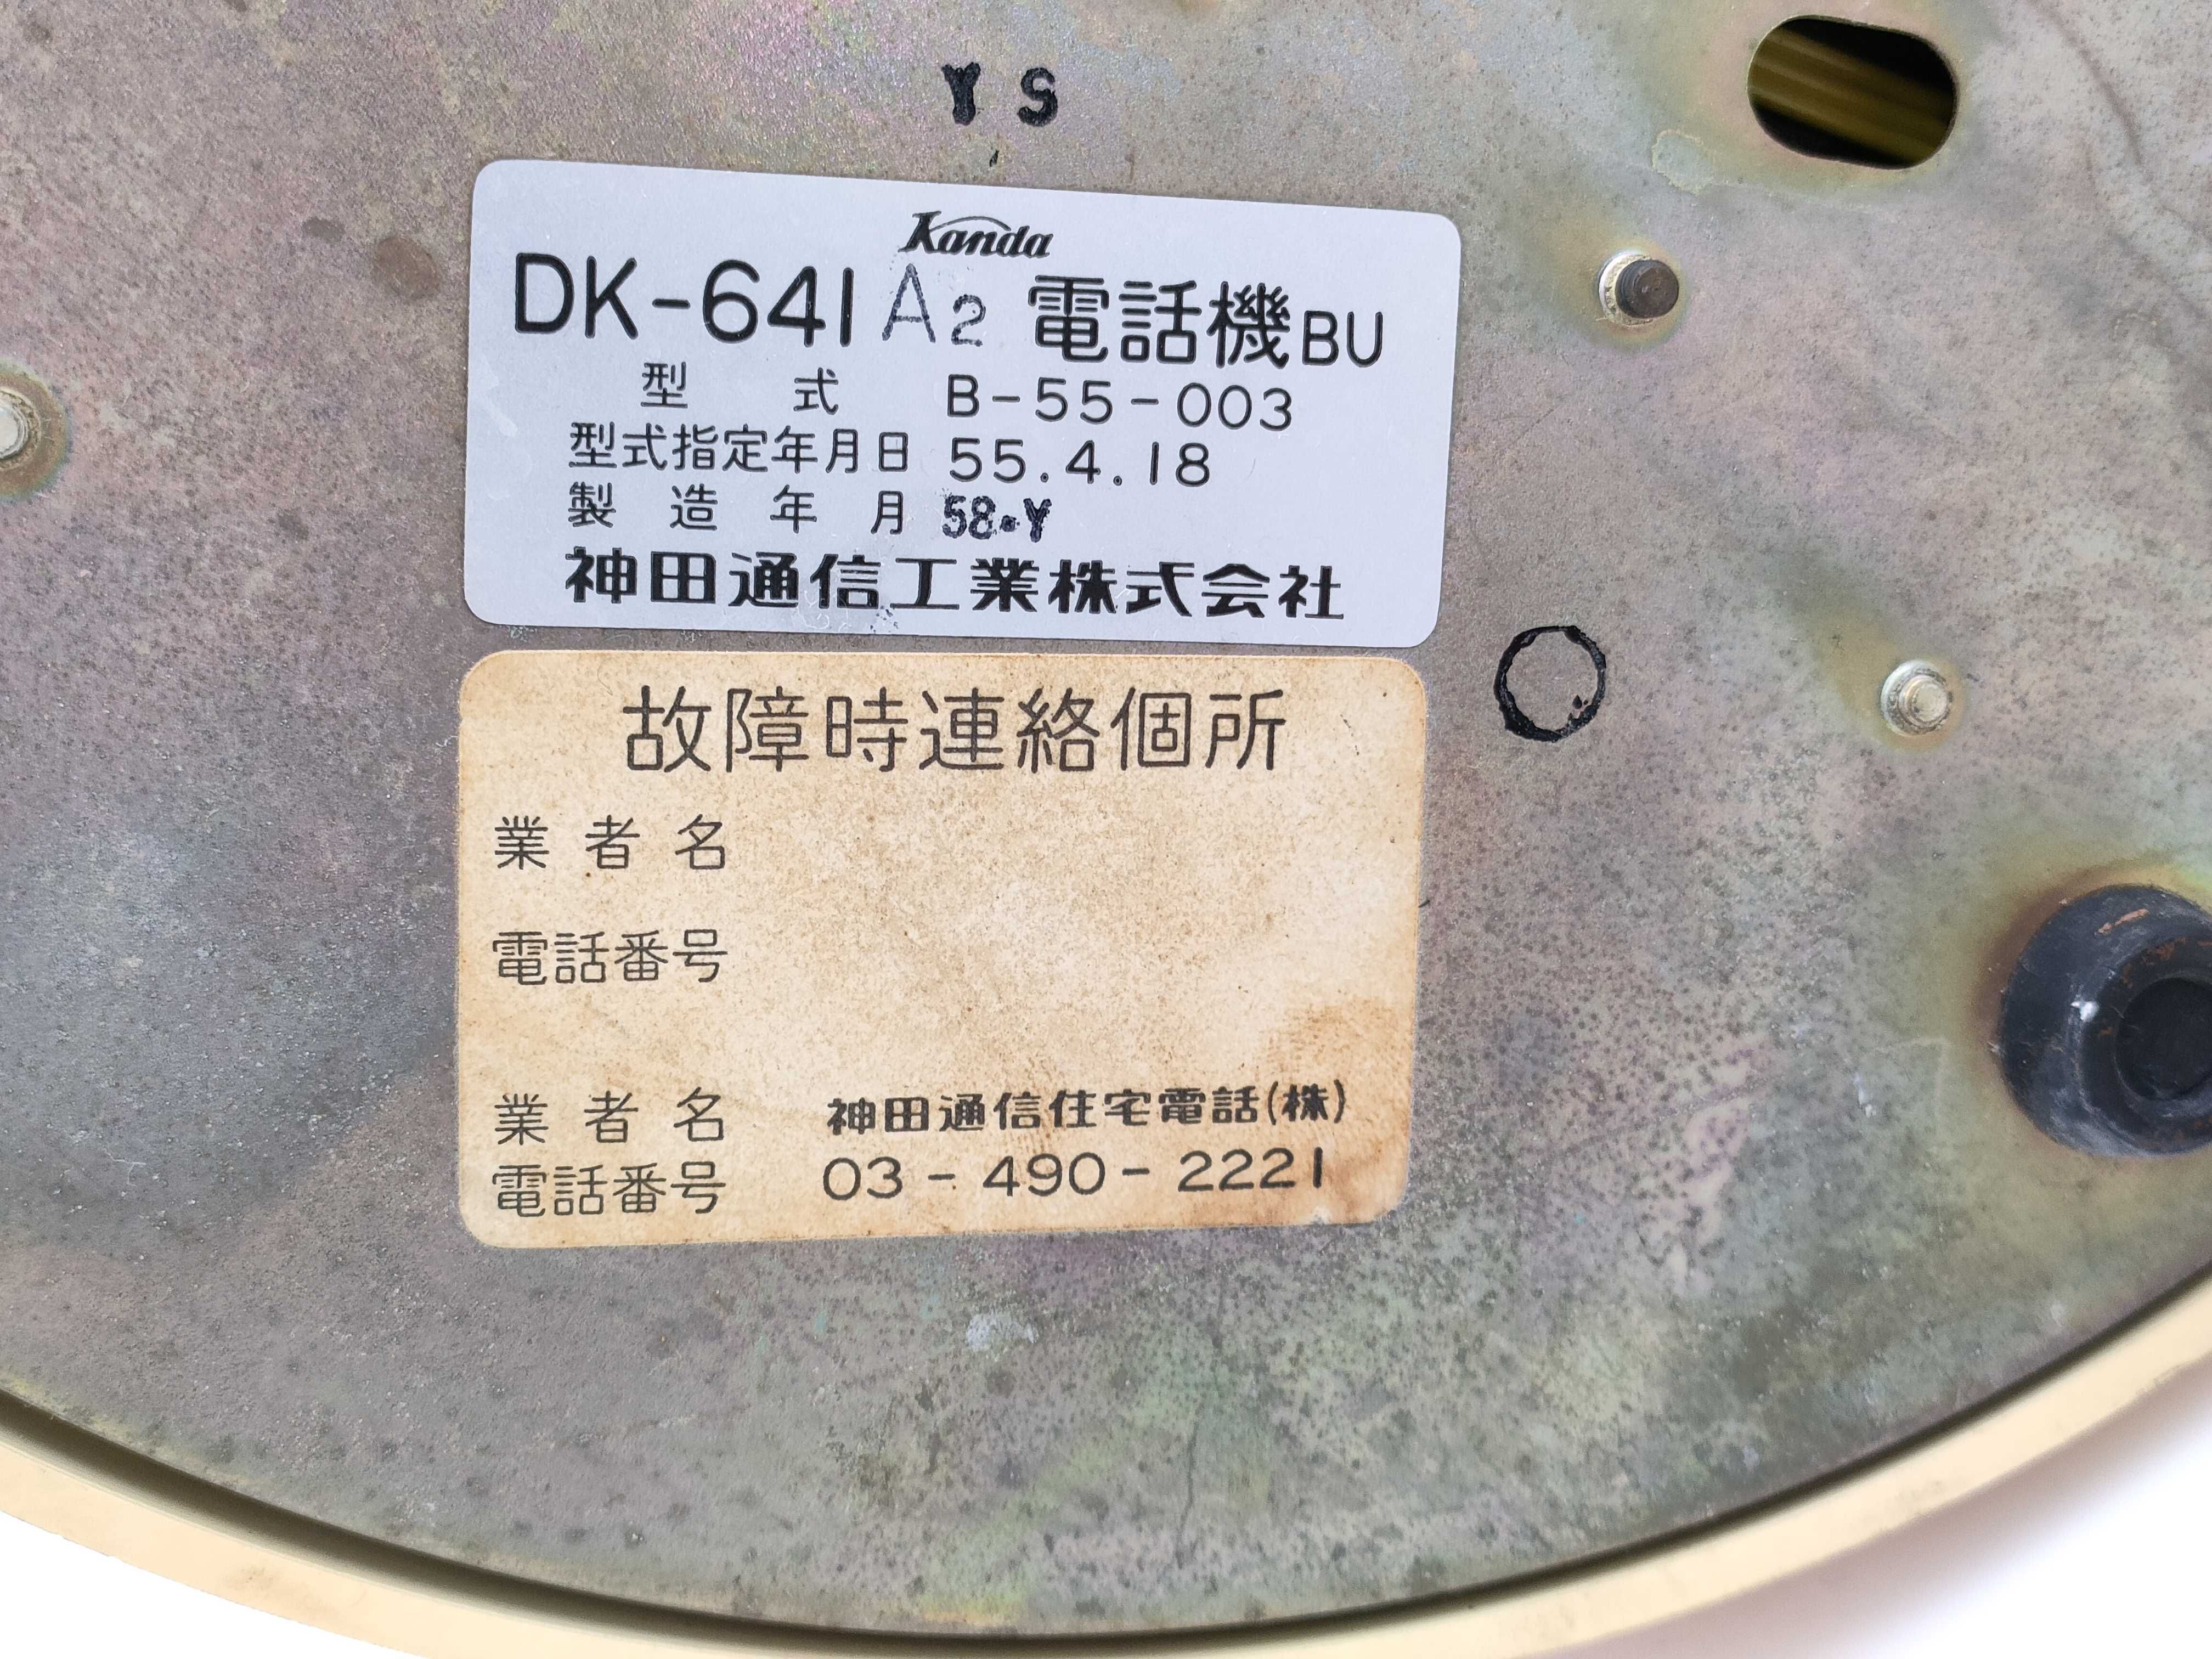 Y S
Kanda
DK-641 A2 電話機 BU
型式 B-55-003
型式指定年月日 55.4.18
製造年月 58.Y
神田通信工業株式会社
故障時連絡個所
業者名
電話番号
業者名 神田通信住宅電話(株)
電話番号 03-490-2221